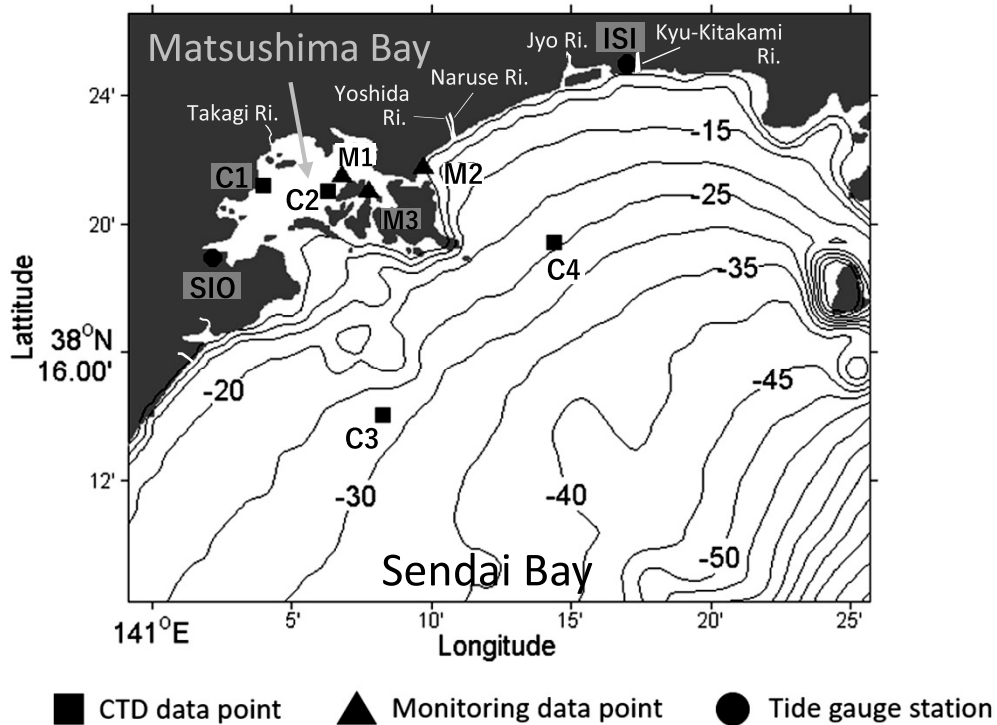 Matsushima Bay
Jyo Ri.
ISI
Kyu-Kitakami
Ri.
Naruse Ri.
Yoshida
Ri.
Takagi Ri.
24'
-15
M1
M2
C1
C2
-25
M3
20'
C4
SIO
-35
Lattitude
38°N
16.00'
-20
-45
C3
12'
-30
-40
-50
Sendai Bay
141°E
5'
10'
15'
20'
25'
Longitude
CTD data point
Monitoring data point
Tide gauge station